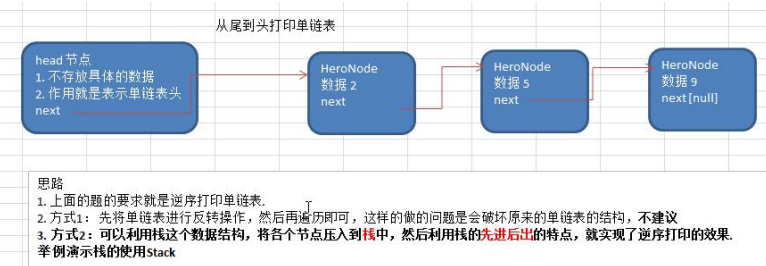 从尾到头打印单链表
head 节点
1. 不存放具体的数据
2. 作用就是表示单链表头
next
HeroNode
数据 2
next
HeroNode
数据 5
next
HeroNode
数据 9
next[null]
思路
1. 上面的题的要求就是逆序打印单链表.
2. 方式1： 先将单链表进行反转操作，然后再遍历即可，这样的做的问题是会破坏原来的单链表的结构，不建议
3. 方式2：可以利用栈这个数据结构，将各个节点压入到栈中，然后利用栈的先进后出的特点，就实现了逆序打印的效果.
举例演示栈的使用Stack